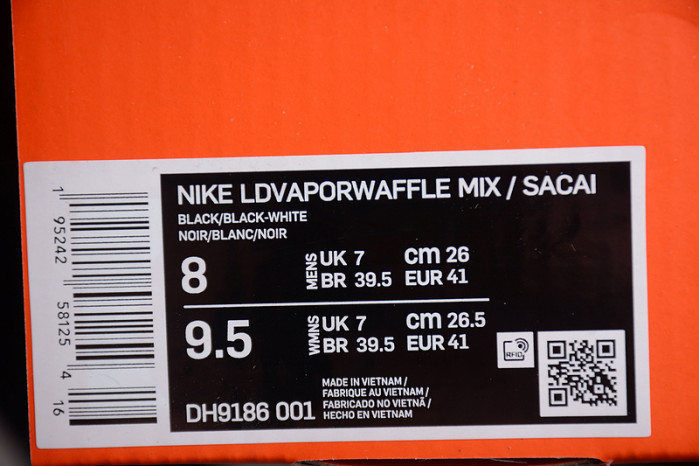 NIKE LDVAPORWAFFLE MIX / SACAI
BLACK/BLACK-WHITE
NOIR/BLANC/NOIR
8
MENS
UK 7 cm 26
BR 39.5 EUR 41
9.5
WMNS
UK 7 cm 26.5
BR 39.5 EUR 41
RFID
DH9186 001
MADE IN VIETNAM /
FABRIQUE AU VIETNAM /
FABRICADO NO VIETNÃ /
HECHO EN VIETNAM
1 95242 58125 4 16